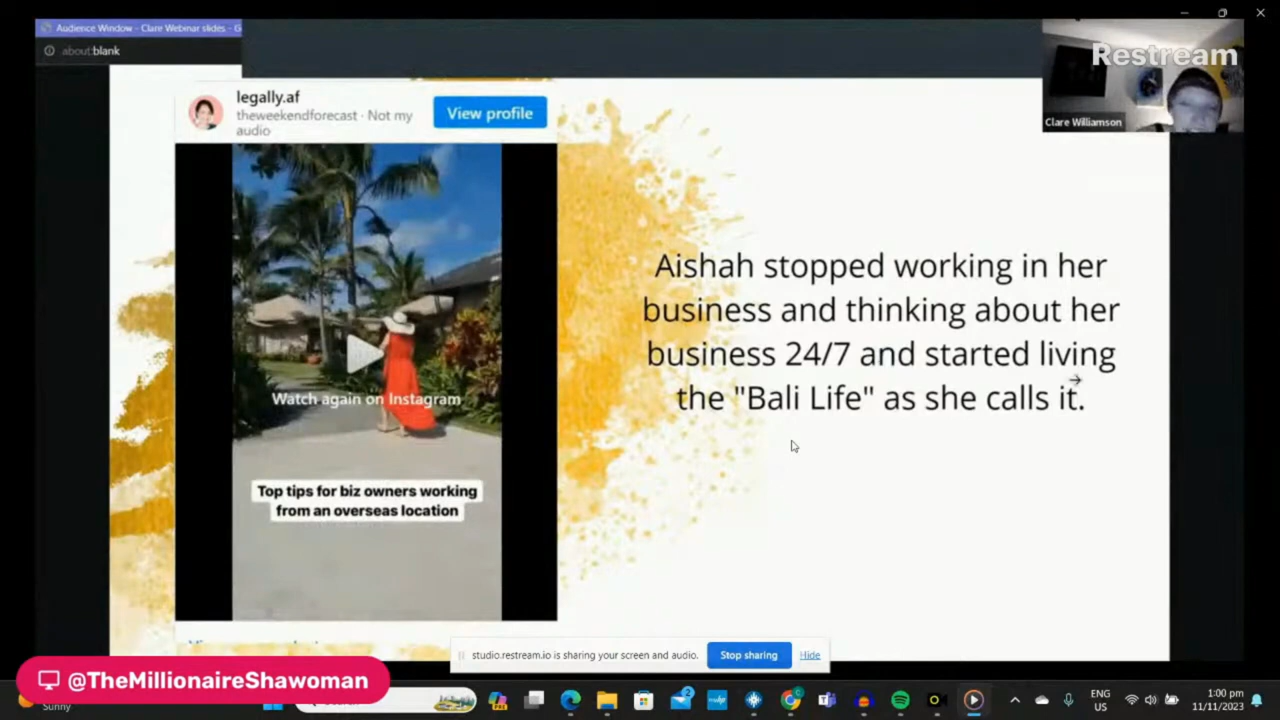 Audience Window - Clare Webinar slides - G
about:blank
Restream
Clare Williamson
legally.af
theweekendforecast · Not my
audio
View profile
Watch again on Instagram
Top tips for biz owners working
from an overseas location
Aishah stopped working in her
business and thinking about her
business 24/7 and started living
the "Bali Life" as she calls it.
studio.restream.io is sharing your screen and audio.
Stop sharing
Hide
@TheMillionaireShawoman
Sunny
2
ENG
US
1:00 pm
11/11/2023